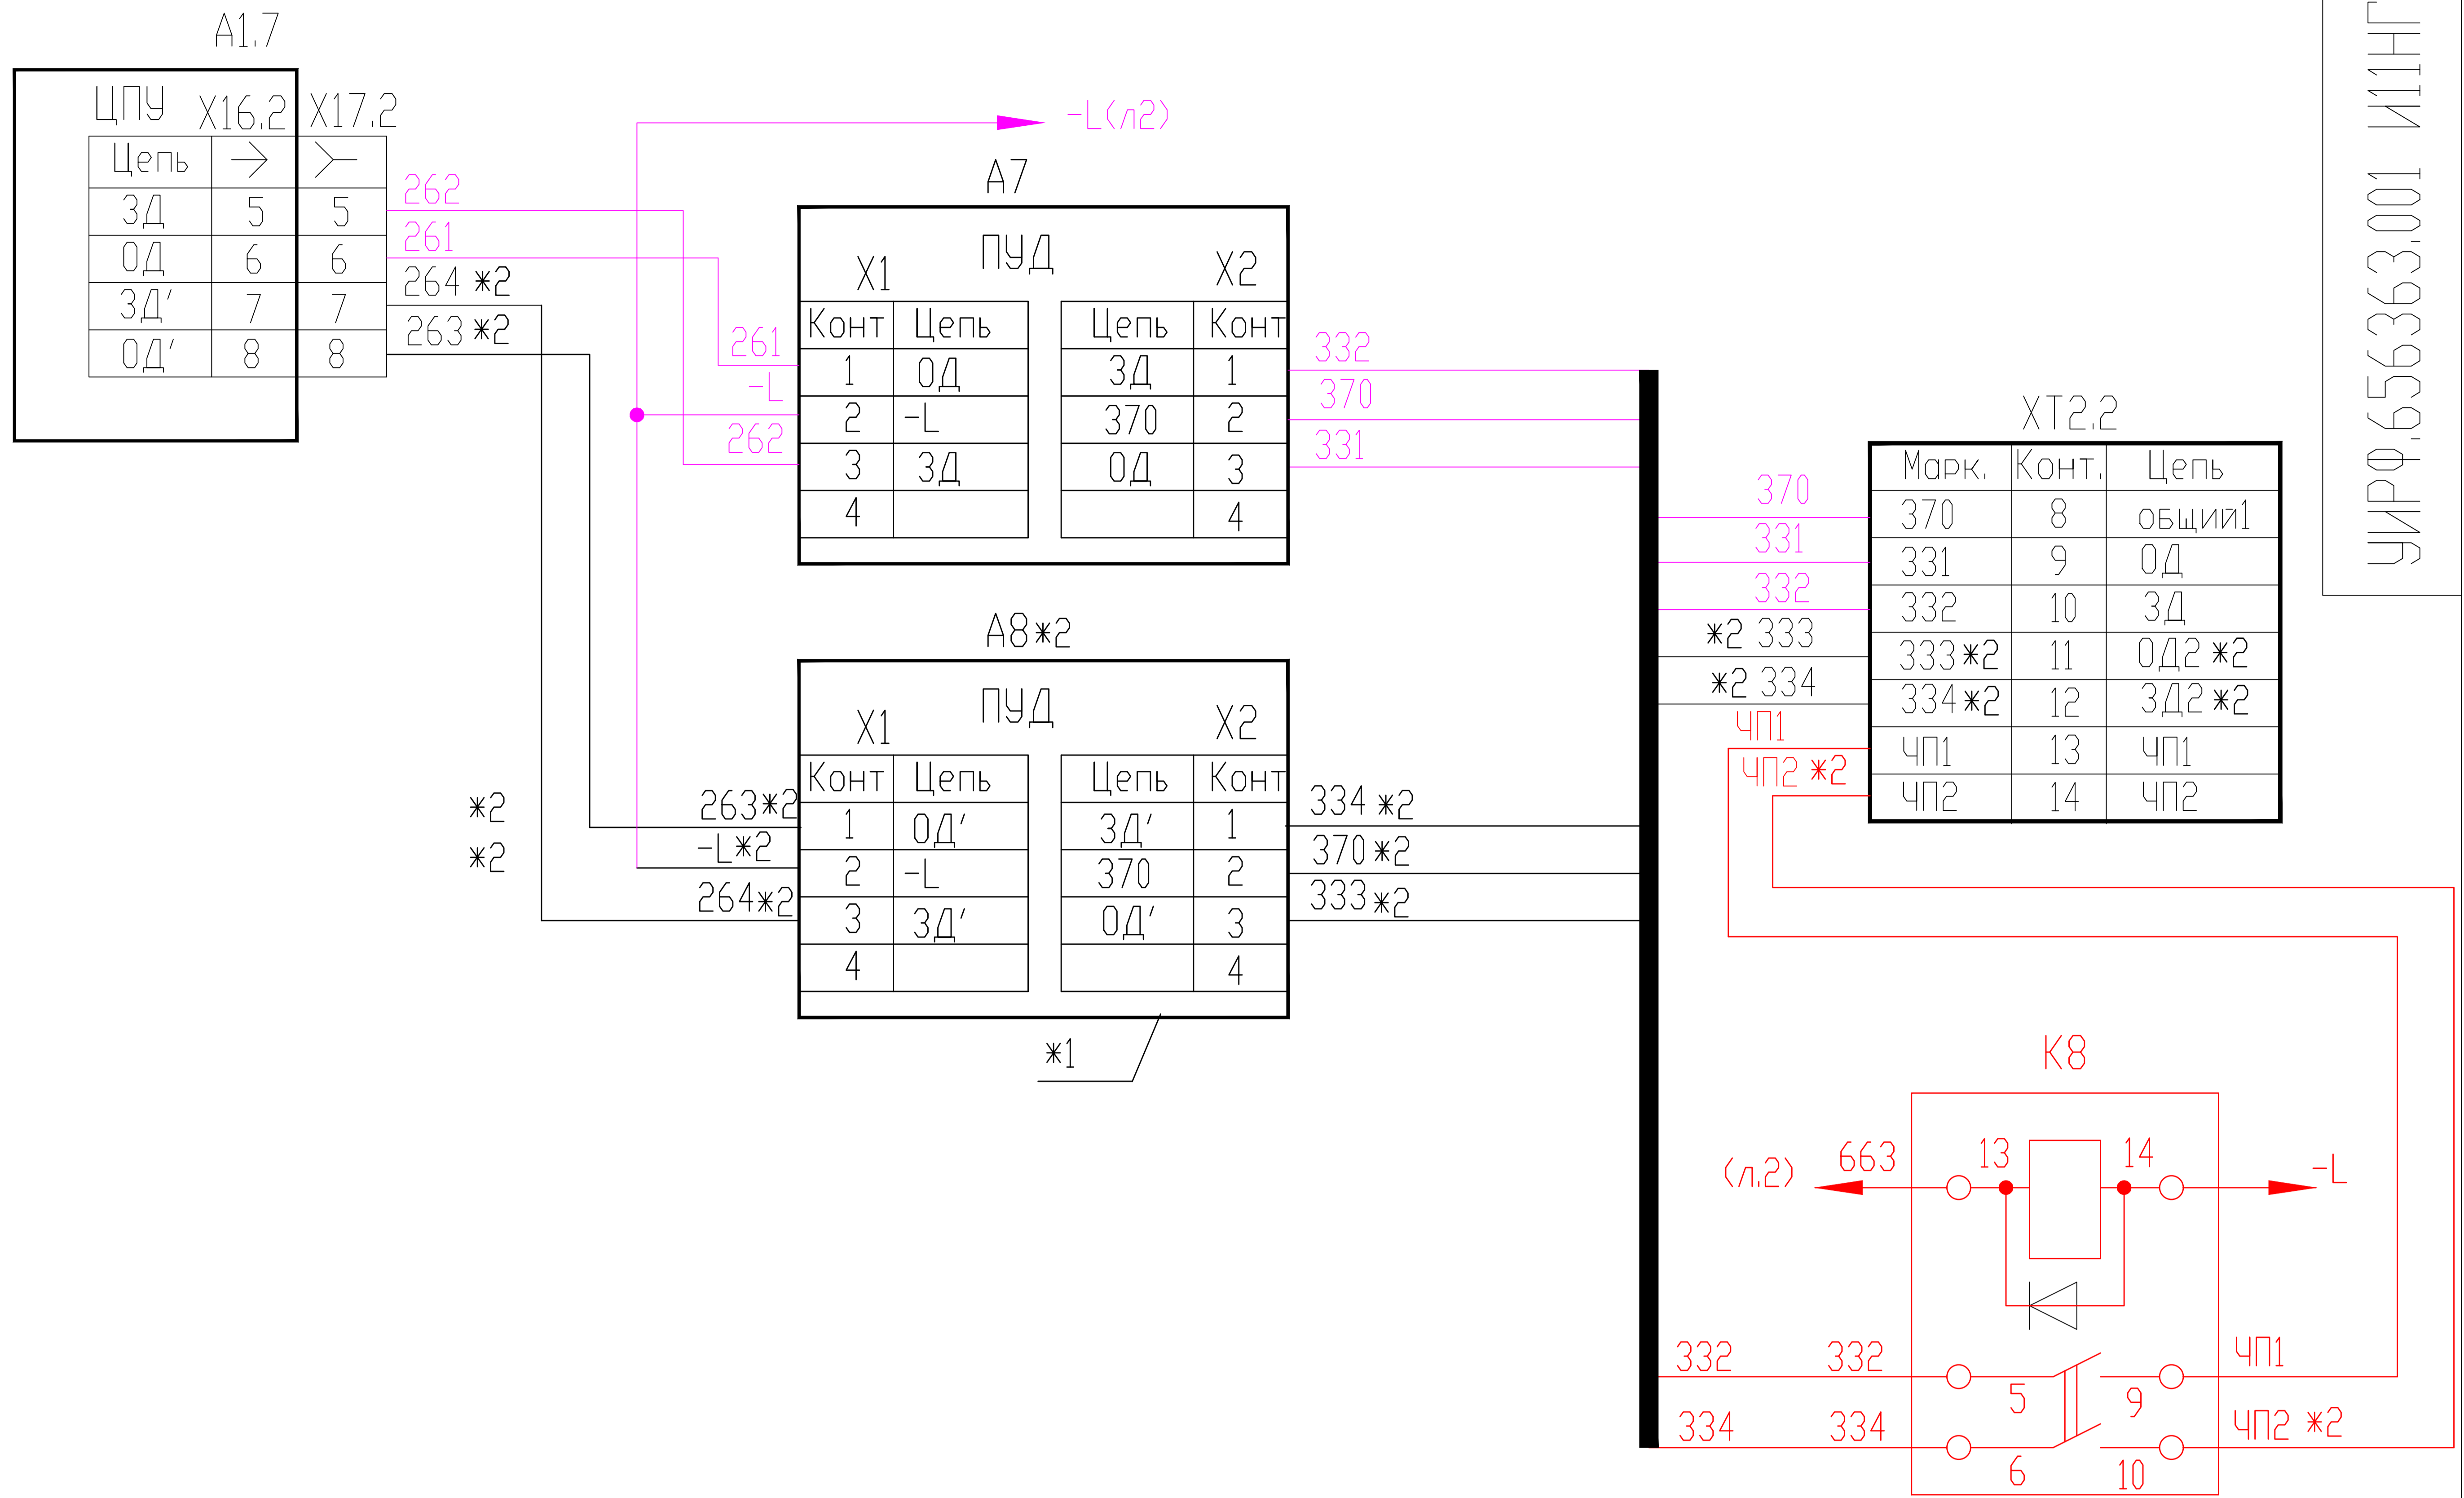 А1.7
ЦПУ Х16.2 Х17.2
Цепь
ЗД 5 5
ОД 6 6
ЗД' 7 7
ОД' 8 8
262
261
264 *2
263 *2
-L(л2)
А7
ПУД
Х1 Х2
Конт Цепь Цепь Конт
1 ОД ЗД 1
2 -L 370 2
3 ЗД ОД 3
4 4
261
-L
262
332
370
331
А8*2
ПУД
Х1 Х2
Конт Цепь Цепь Конт
1 ОД' ЗД' 1
2 -L 370 2
3 ЗД' ОД' 3
4 4
*2
*2
263*2
-L*2
264*2
334 *2
370 *2
333 *2
*1
ХТ2.2
Марк. Конт. Цепь
370 8 общий1
331 9 ОД
332 10 ЗД
333*2 11 ОД2 *2
334*2 12 ЗД2 *2
ЧП1 13 ЧП1
ЧП2 14 ЧП2
370
331
332
*2 333
*2 334
ЧП1
ЧП2 *2
К8
(л.2) 663 13 14 -L
332 332 5 9 ЧП1
334 334 6 10 ЧП2 *2
УИРФ.656363.001 И11НГ